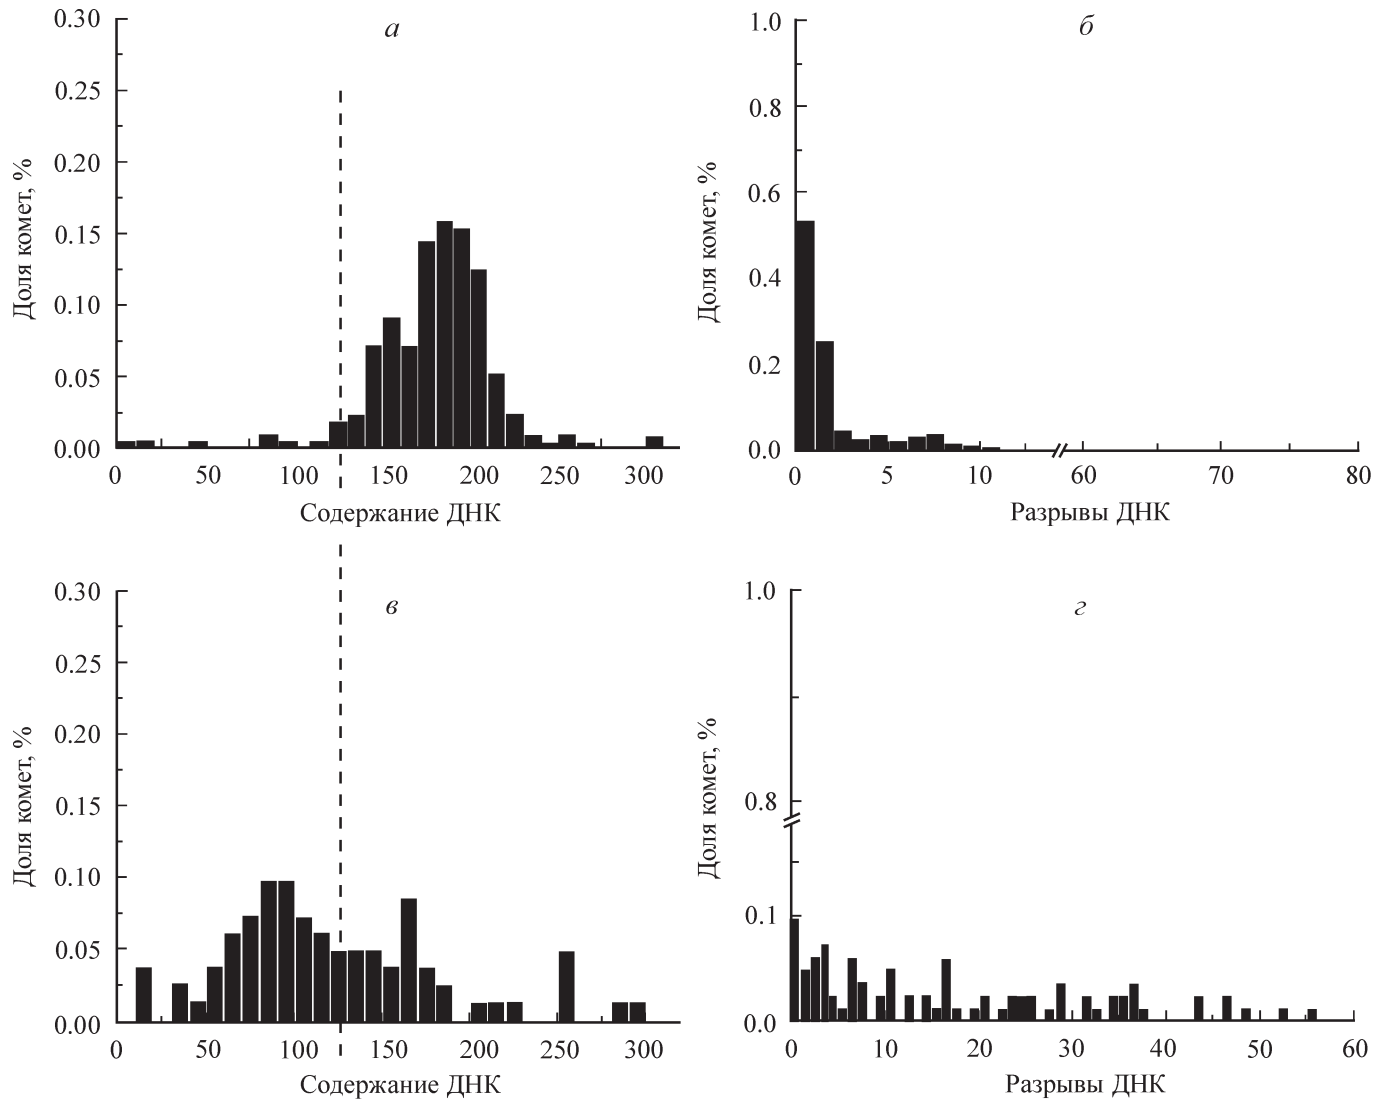 а
0.30
0.25
0.20
0.15
0.10
0.05
0.00
Доля комет, %
0 50 100 150 200 250 300
Содержание ДНК
б
1.0
0.8
0.6
0.4
0.2
0.0
Доля комет, %
0 5 10 60 70 80
Разрывы ДНК
в
0.30
0.25
0.20
0.15
0.10
0.05
0.00
Доля комет, %
0 50 100 150 200 250 300
Содержание ДНК
г
1.0
0.8
0.1
0.0
Доля комет, %
0 10 20 30 40 50 60
Разрывы ДНК